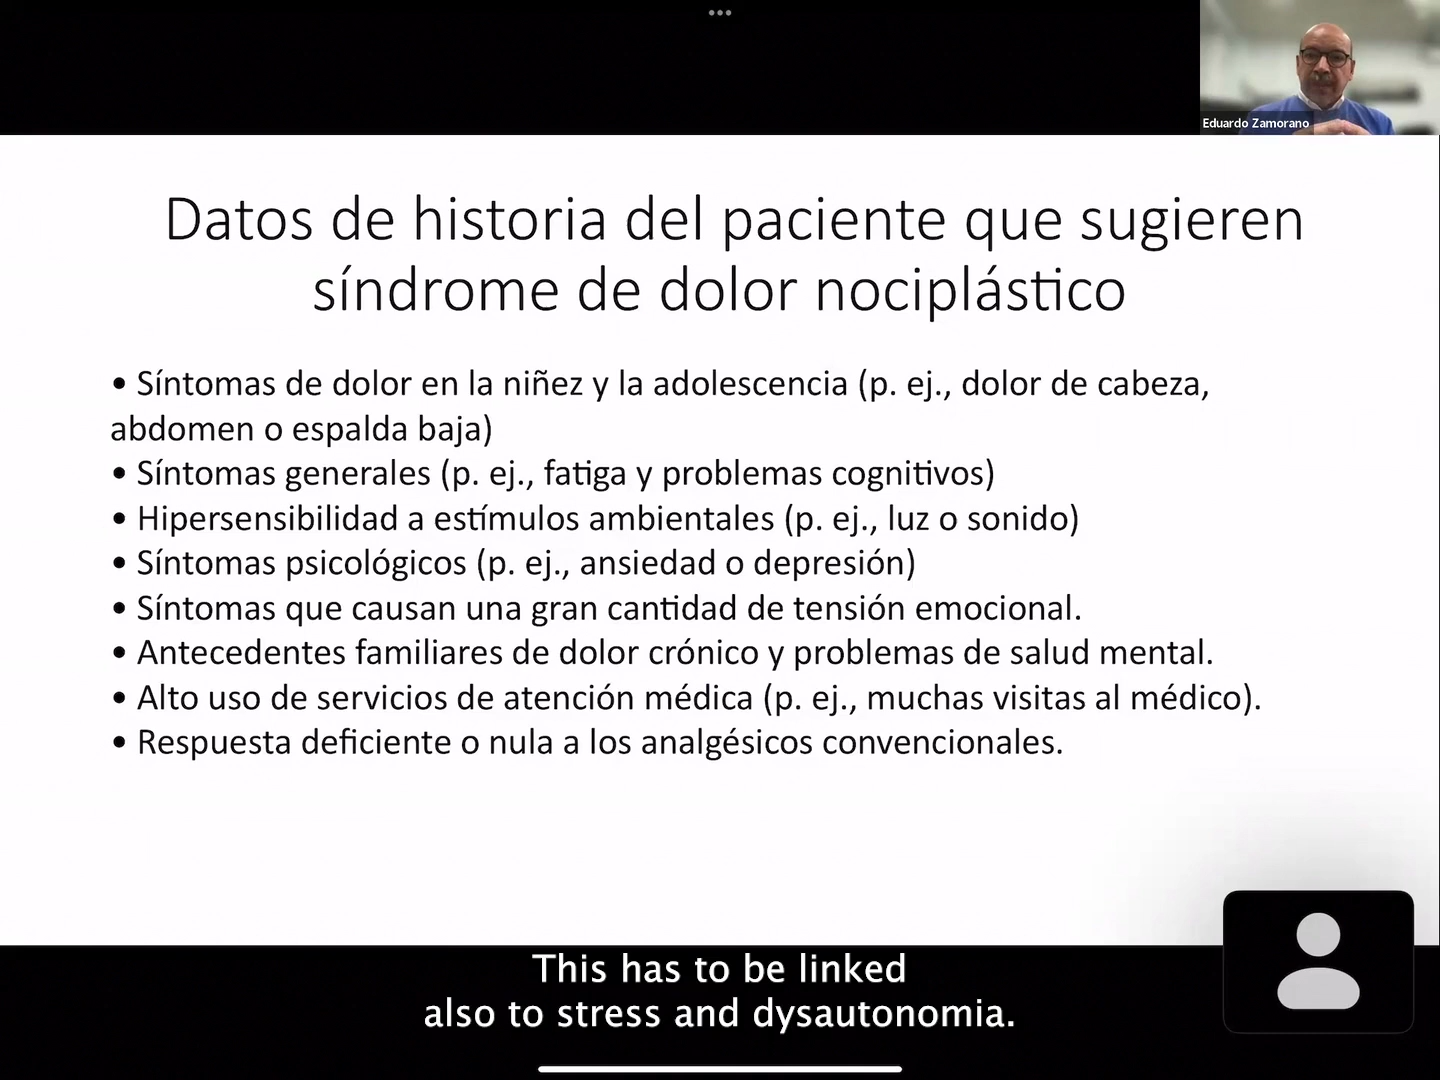 Eduardo Zamorano
Datos de historia del paciente que sugieren
síndrome de dolor nociplástico
• Síntomas de dolor en la niñez y la adolescencia (p. ej., dolor de cabeza,
abdomen o espalda baja)
• Síntomas generales (p. ej., fatiga y problemas cognitivos)
• Hipersensibilidad a estímulos ambientales (p. ej., luz o sonido)
• Síntomas psicológicos (p. ej., ansiedad o depresión)
• Síntomas que causan una gran cantidad de tensión emocional.
• Antecedentes familiares de dolor crónico y problemas de salud mental.
• Alto uso de servicios de atención médica (p. ej., muchas visitas al médico).
• Respuesta deficiente o nula a los analgésicos convencionales.
This has to be linked
also to stress and dysautonomia.